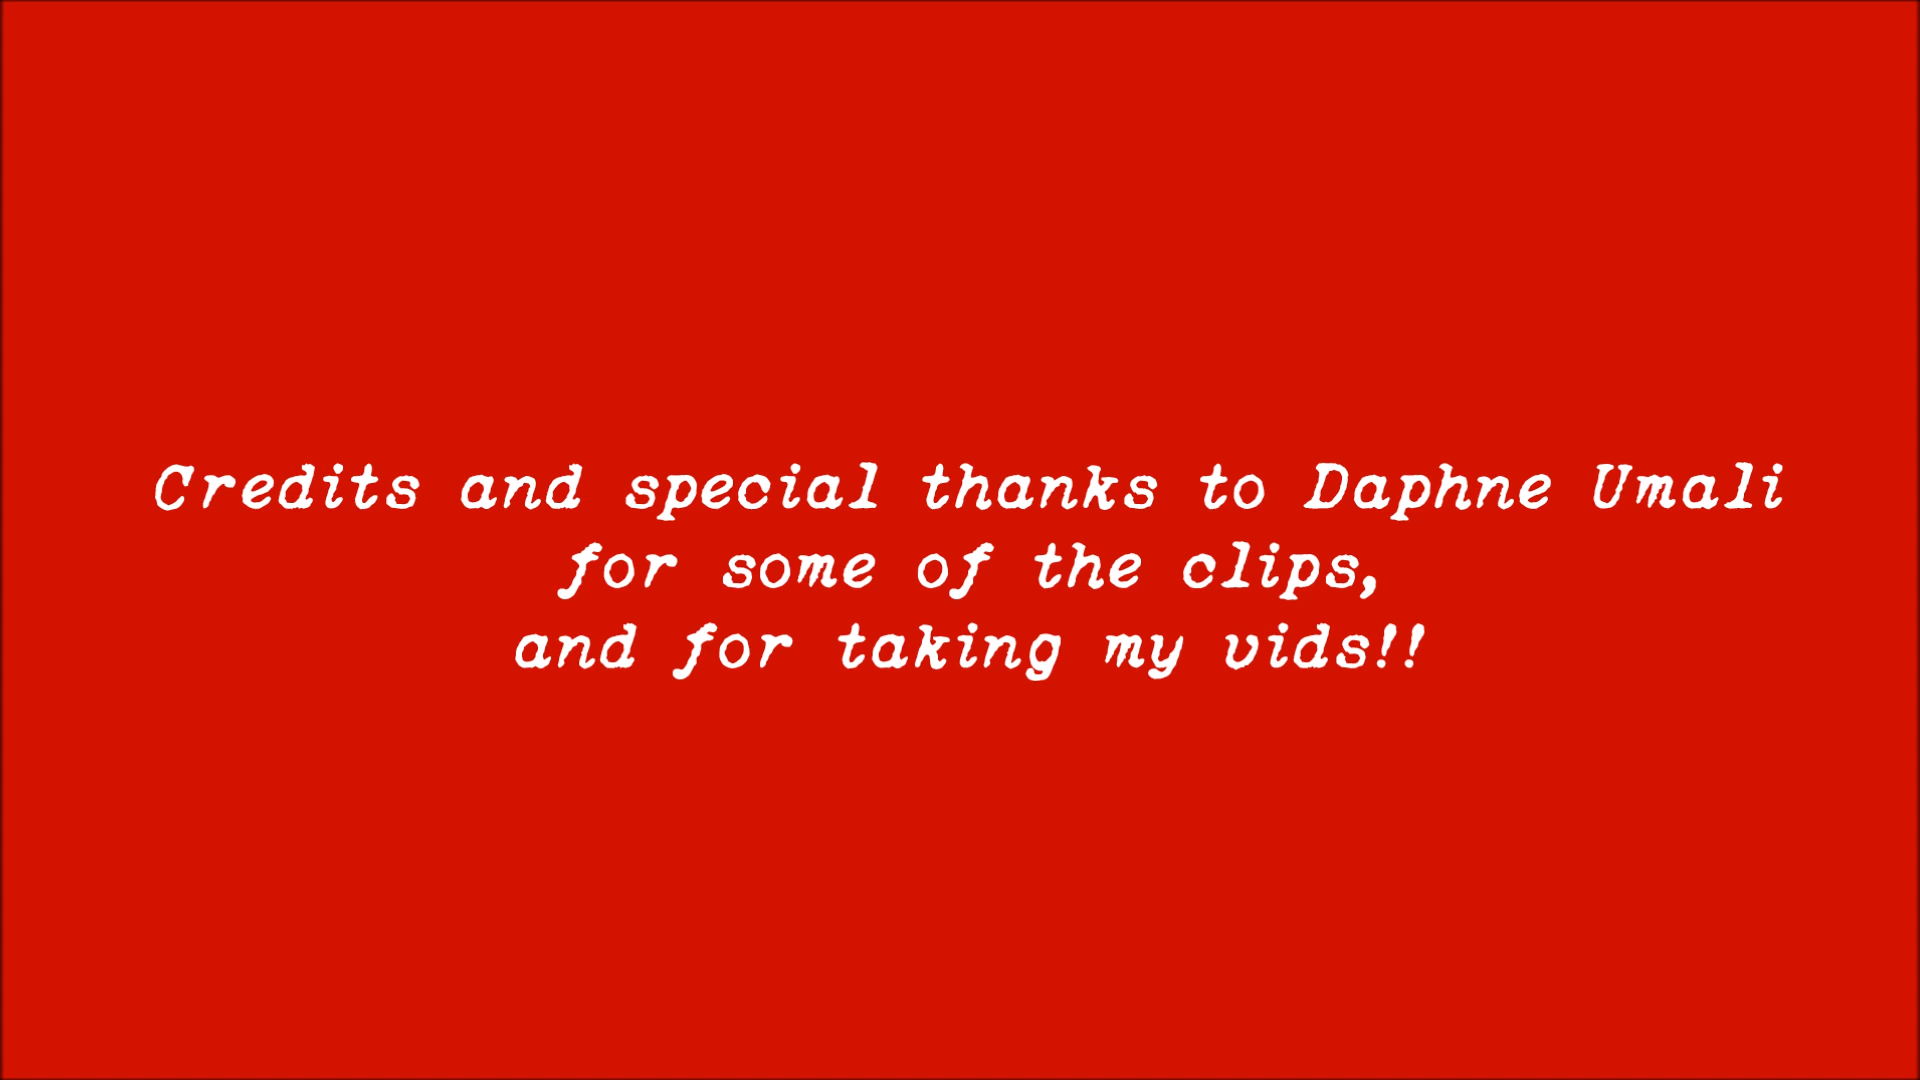 Credits and special thanks to Daphne Umali
for some of the clips,
and for taking my vids!!